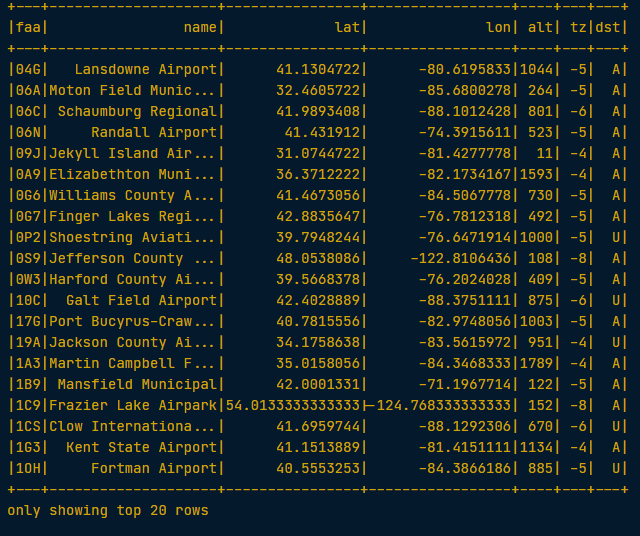 +---+--------------------+----------------+-----------------+----+---+---+
|faa|                name|             lat|              lon| alt| tz|dst|
+---+--------------------+----------------+-----------------+----+---+---+
|04G|   Lansdowne Airport|      41.1304722|      -80.6195833|1044| -5|  A|
|06A|Moton Field Munic...|      32.4605722|      -85.6800278| 264| -5|  A|
|06C| Schaumburg Regional|      41.9893408|      -88.1012428| 801| -6|  A|
|06N|     Randall Airport|       41.431912|      -74.3915611| 523| -5|  A|
|09J|Jekyll Island Air...|      31.0744722|      -81.4277778|  11| -4|  A|
|0A9|Elizabethton Muni...|      36.3712222|      -82.1734167|1593| -4|  A|
|0G6|Williams County A...|      41.4673056|      -84.5067778| 730| -5|  A|
|0G7|Finger Lakes Regi...|      42.8835647|      -76.7812318| 492| -5|  A|
|0P2|Shoestring Aviati...|      39.7948244|      -76.6471914|1000| -5|  U|
|0S9|Jefferson County ...|      48.0538086|     -122.8106436| 108| -8|  A|
|0W3|Harford County Ai...|      39.5668378|      -76.2024028| 409| -5|  A|
|10C|  Galt Field Airport|      42.4028889|      -88.3751111| 875| -6|  U|
|17G|Port Bucyrus-Craw...|      40.7815556|      -82.9748056|1003| -5|  A|
|19A|Jackson County Ai...|      34.1758638|      -83.5615972| 951| -4|  U|
|1A3|Martin Campbell F...|      35.0158056|      -84.3468333|1789| -4|  A|
|1B9| Mansfield Municipal|      42.0001331|      -71.1967714| 122| -5|  A|
|1C9|Frazier Lake Airpark|54.0133333333333|-124.768333333333| 152| -8|  A|
|1CS|Clow Internationa...|      41.6959744|      -88.1292306| 670| -6|  U|
|1G3|  Kent State Airport|      41.1513889|      -81.4151111|1134| -4|  A|
|1OH|     Fortman Airport|      40.5553253|      -84.3866186| 885| -5|  U|
+---+--------------------+----------------+-----------------+----+---+---+
only showing top 20 rows